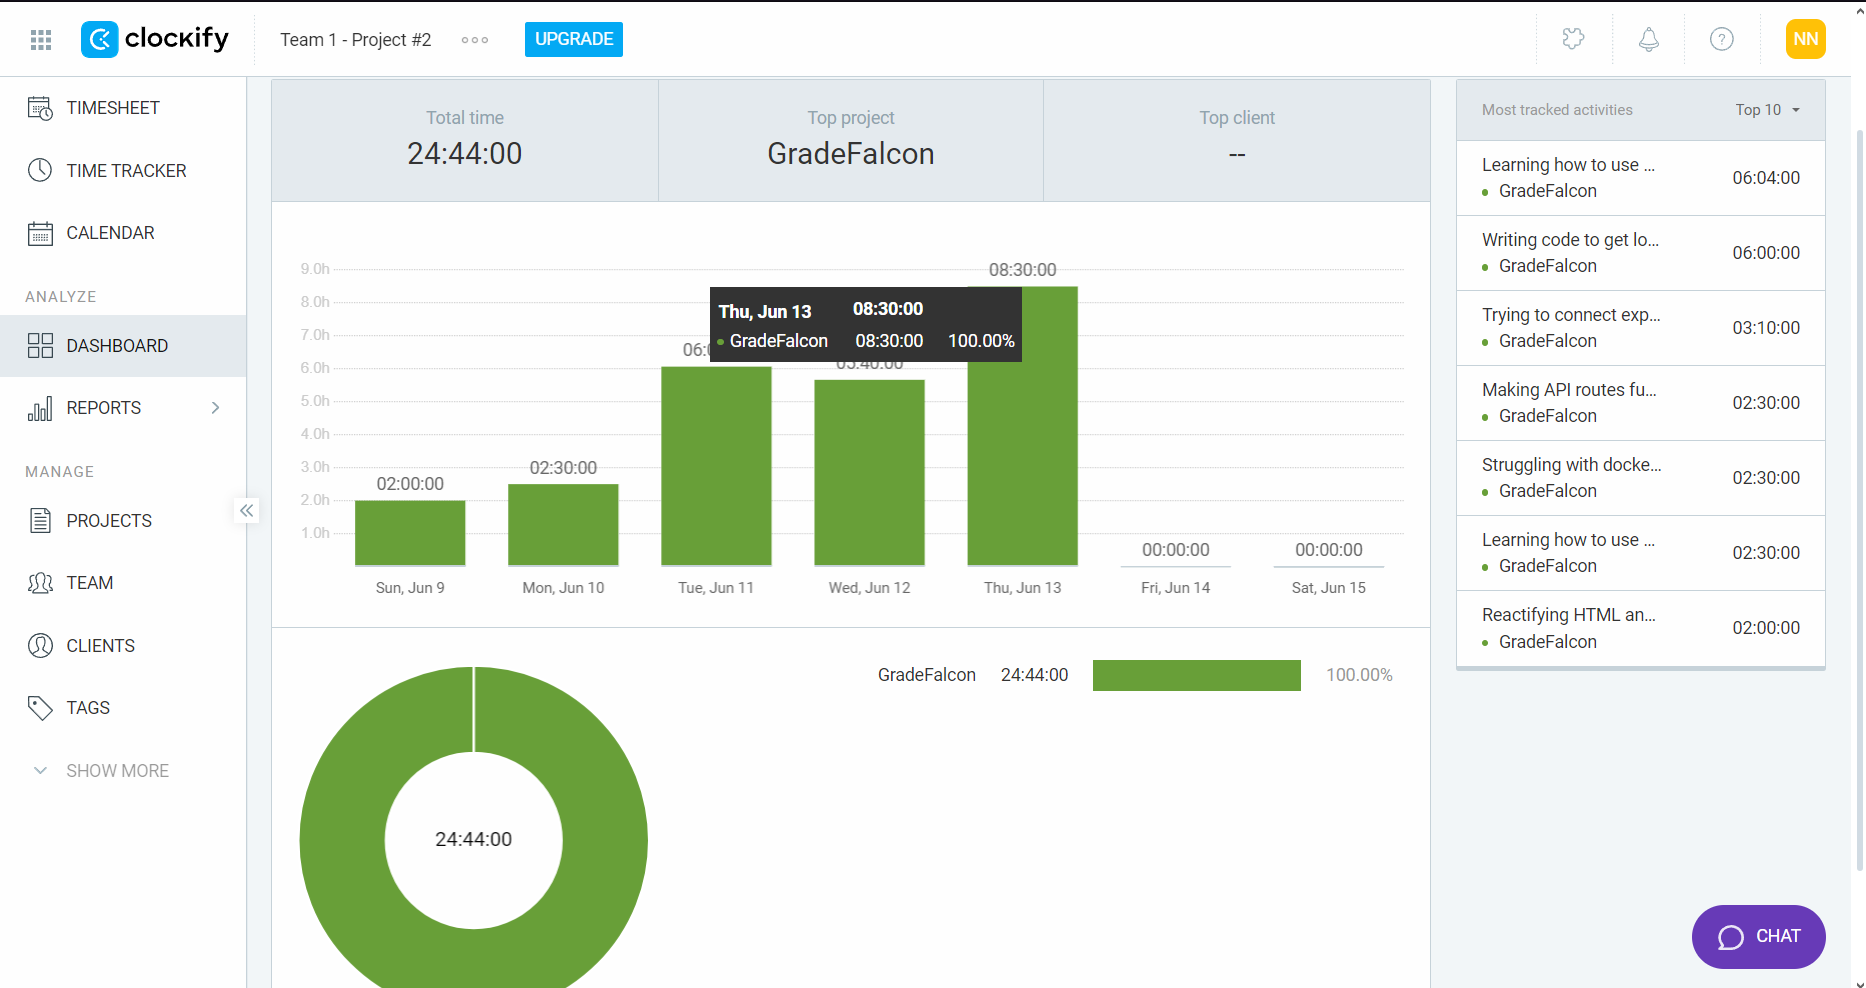 clockify
Team 1 - Project #2
UPGRADE
NN
TIMESHEET
TIME TRACKER
CALENDAR
ANALYZE
DASHBOARD
REPORTS
MANAGE
PROJECTS
TEAM
CLIENTS
TAGS
SHOW MORE
Total time
24:44:00
Top project
GradeFalcon
Top client
--
9.0h
8.0h
7.0h
6.0h
5.0h
4.0h
3.0h
2.0h
1.0h
02:00:00
02:30:00
06:
05:40:00
08:30:00
00:00:00
00:00:00
Thu, Jun 13 08:30:00
GradeFalcon 08:30:00 100.00%
Sun, Jun 9
Mon, Jun 10
Tue, Jun 11
Wed, Jun 12
Thu, Jun 13
Fri, Jun 14
Sat, Jun 15
24:44:00
GradeFalcon 24:44:00 100.00%
Most tracked activities Top 10
Learning how to use ...
GradeFalcon
06:04:00
Writing code to get lo...
GradeFalcon
06:00:00
Trying to connect exp...
GradeFalcon
03:10:00
Making API routes fu...
GradeFalcon
02:30:00
Struggling with docke...
GradeFalcon
02:30:00
Learning how to use ...
GradeFalcon
02:30:00
Reactifying HTML an...
GradeFalcon
02:00:00
CHAT